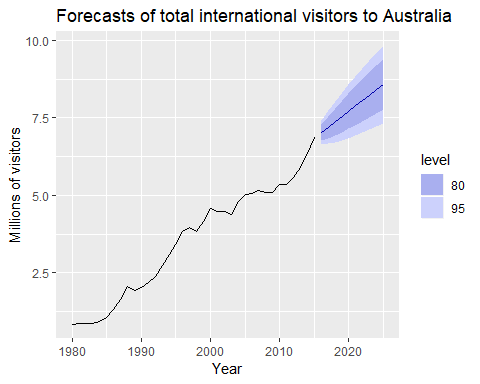 Forecasts of total international visitors to Australia
10.0
7.5
5.0
2.5
Millions of visitors
1980 1990 2000 2010 2020
Year
level
80
95